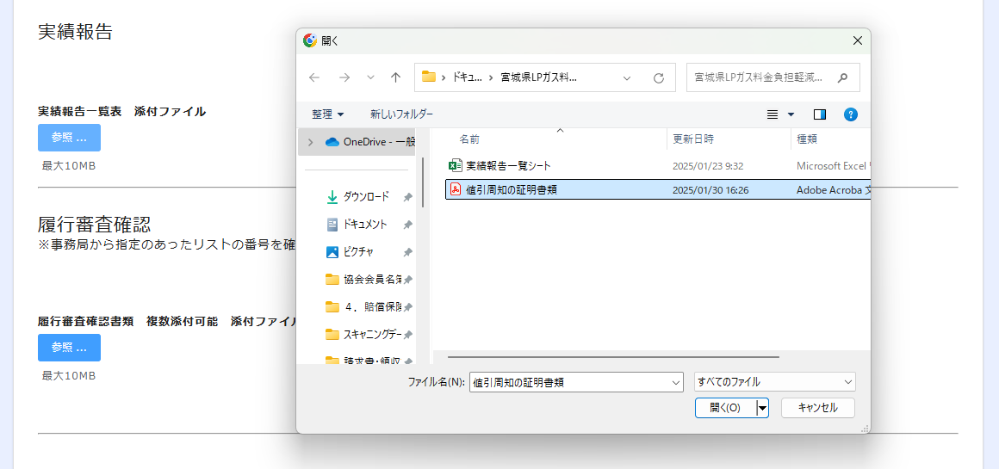 実績報告
実績報告一覧表　添付ファイル
参照 ...
最大10MB
履行審査確認
※事務局から指定のあったリストの番号を確
履行審査確認書類　複数添付可能　添付ファイル
参照 ...
最大10MB
開く
ドキュ... 宮城県LPガス料...
宮城県LPガス料金負担軽減...
整理 新しいフォルダー
OneDrive - 一般
ダウンロード
ドキュメント
ピクチャ
協会会員名簿
４．賠償保険
スキャニングデー
請求書・領収
名前 更新日時 種類
実績報告一覧シート 2025/01/23 9:32 Microsoft Excel
値引周知の証明書類 2025/01/30 16:26 Adobe Acroba 文
ファイル名(N): 値引周知の証明書類 すべてのファイル
開く(O) キャンセル